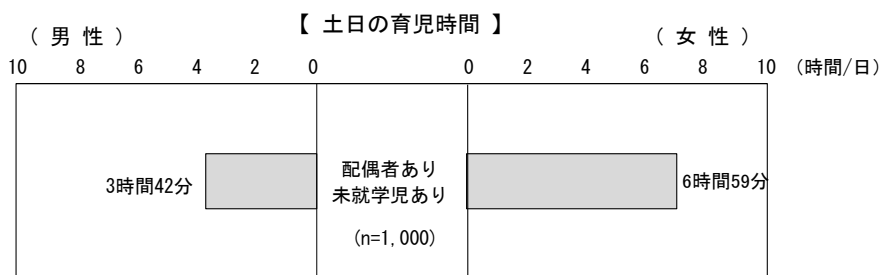 【 土日の育児時間 】
( 男 性 )
( 女 性 )
10 8 6 4 2 0
0 2 4 6 8 10 (時間/日)
3時間42分
配偶者あり
未就学児あり
(n=1,000)
6時間59分